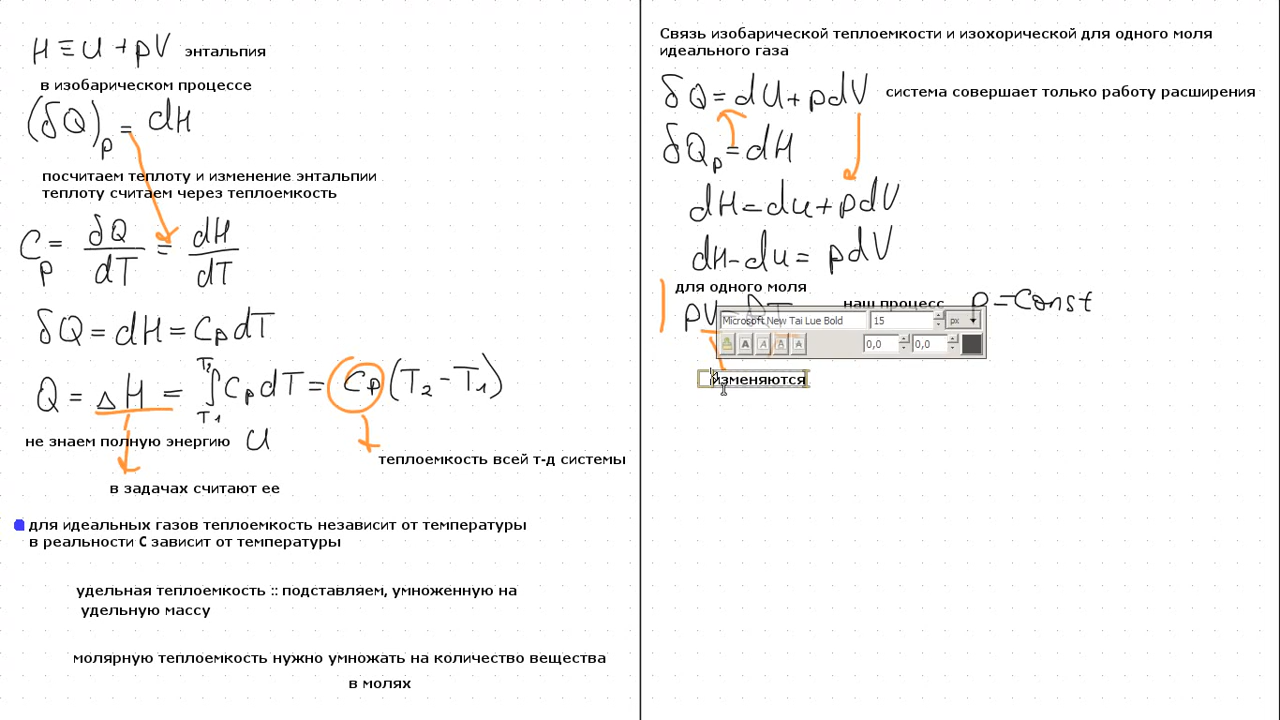 H ≡ U + pV энтальпия
в изобарическом процессе
(δQ)p = dH
посчитаем теплоту и изменение энтальпии
теплоту считаем через теплоемкость
Cp = δQ/dT = dH/dT
δQ = dH = CpdT
Q = ΔH = ∫T1T2 CpdT = Cp(T2 - T1)
не знаем полную энергию U
теплоемкость всей т-д системы
в задачах считают ее
для идеальных газов теплоемкость независит от температуры
в реальности С зависит от температуры
удельная теплоемкость :: подставляем, умноженную на
удельную массу
молярную теплоемкость нужно умножать на количество вещества
в молях
Связь изобарической теплоемкости и изохорической для одного моля
идеального газа
δQ = dU + pdV система совершает только работу расширения
δQp = dH
dH = du + pdV
dH - du = pdV
для одного моля
наш процесс p = Const
pV
Microsoft New Tai Lue Bold 15 px
A A A A 0,0 0,0
изменяются